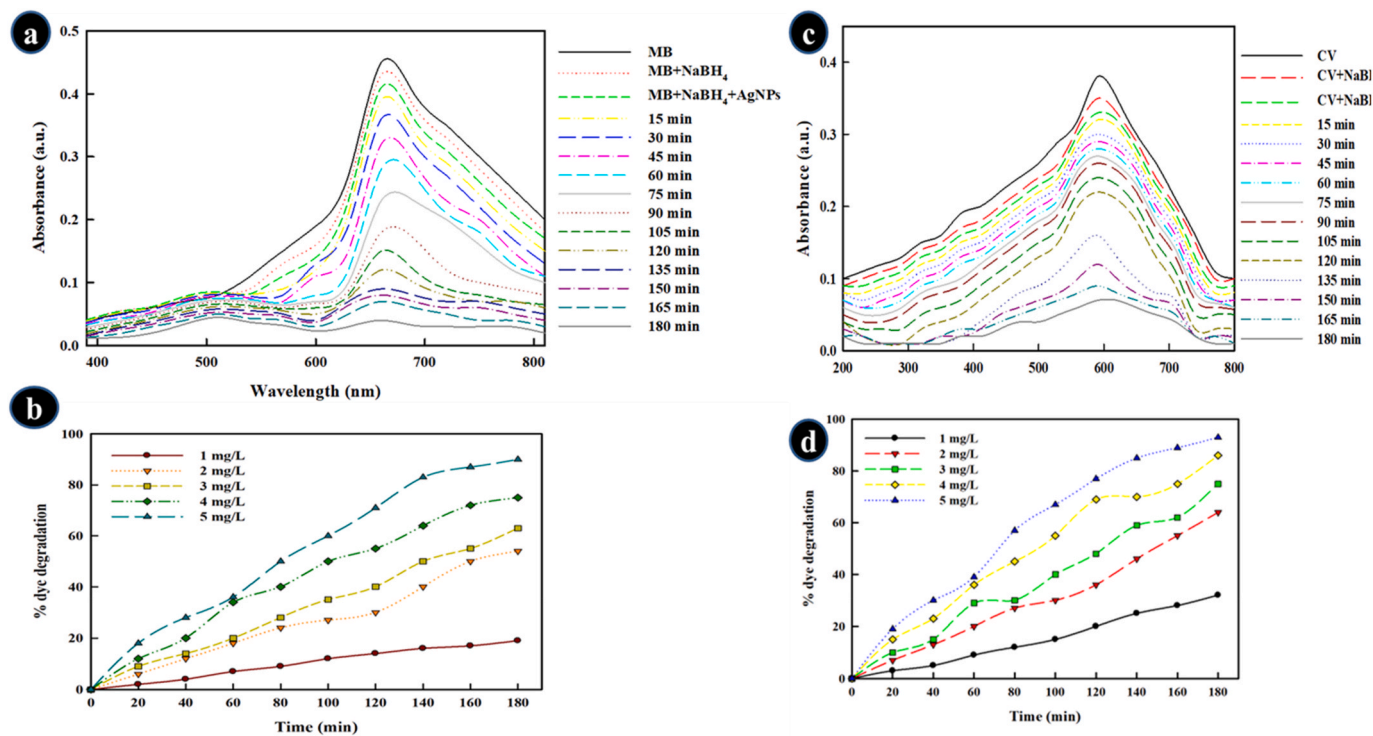 a
0.5
0.4
0.3
0.2
0.1
0.0
Absorbance (a.u.)
400
500
600
700
800
Wavelength (nm)
MB
MB+NaBH4
MB+NaBH4+AgNPs
15 min
30 min
45 min
60 min
75 min
90 min
105 min
120 min
135 min
150 min
165 min
180 min
c
0.4
0.3
0.2
0.1
0.0
Absorbance (a.u.)
200
300
400
500
600
700
800
CV
CV+NaBH
CV+NaBH
15 min
30 min
45 min
60 min
75 min
90 min
105 min
120 min
135 min
150 min
165 min
180 min
b
100
80
60
40
20
0
% dye degradation
1 mg/L
2 mg/L
3 mg/L
4 mg/L
5 mg/L
0 20 40 60 80 100 120 140 160 180
Time (min)
d
100
80
60
40
20
0
% dye degradation
1 mg/L
2 mg/L
3 mg/L
4 mg/L
5 mg/L
0 20 40 60 80 100 120 140 160 180
Time (min)